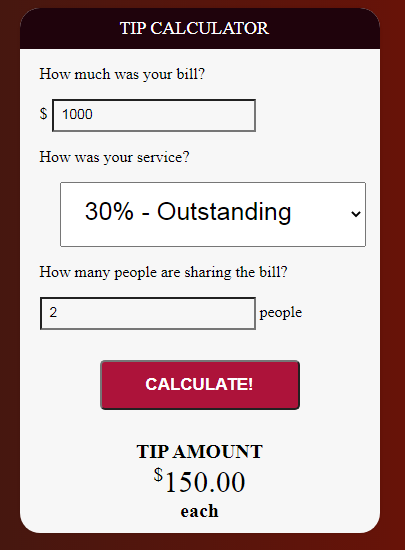 TIP CALCULATOR
How much was your bill?
$ 1000
How was your service?
30% - Outstanding
How many people are sharing the bill?
2 people
CALCULATE!
TIP AMOUNT
$150.00
each